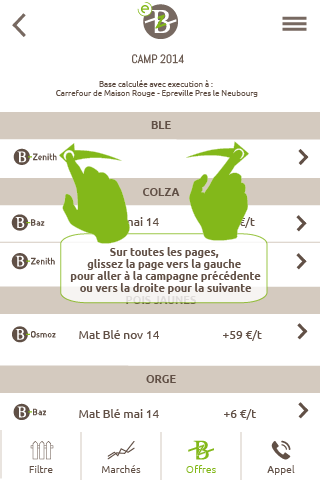 e
B
Z
CAMP 2014
Base calculée avec execution à :
Carrefour de Maison Rouge - Epreville Pres le Neubourg
BLE
B Zenith
COLZA
B Baz mai 14 €/t
B Zenith
Sur toutes les pages,
glissez la page vers la gauche
pour aller à la campagne précédente
ou vers la droite pour la suivante
POIS JAUNES
B Osmoz Mat Blé nov 14 +59 €/t
ORGE
B Baz Mat Blé mai 14 +6 €/t
Filtre Marchés Offres Appel